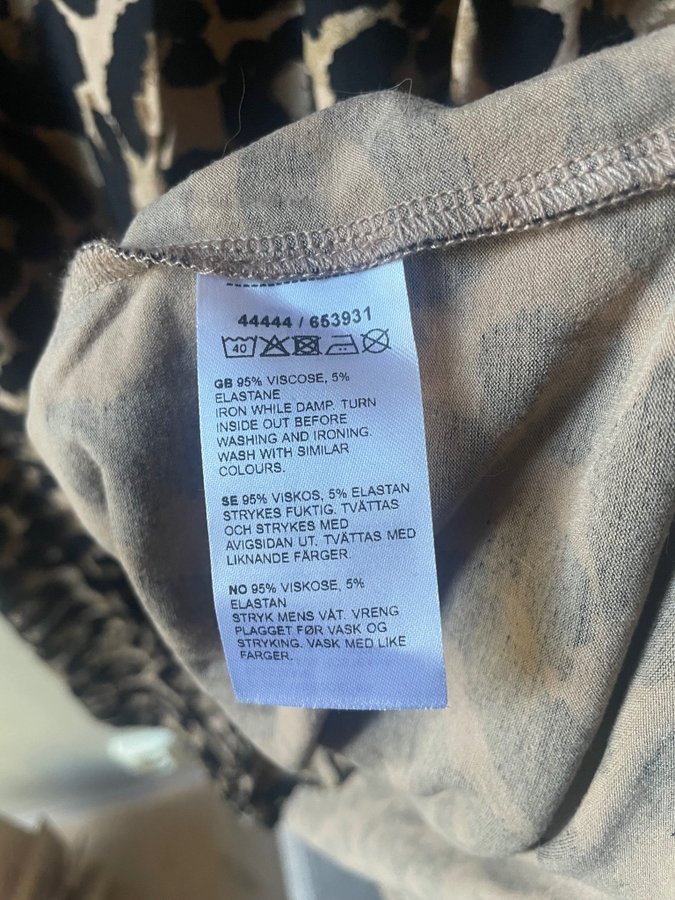 44444 / 653931
40
GB 95% VISCOSE, 5%
ELASTANE
IRON WHILE DAMP. TURN
INSIDE OUT BEFORE
WASHING AND IRONING.
WASH WITH SIMILAR
COLOURS.
SE 95% VISKOS, 5% ELASTAN
STRYKES FUKTIG. TVÄTTAS
OCH STRYKES MED
AVIGSIDAN UT. TVÄTTAS MED
LIKNANDE FÄRGER.
NO 95% VISKOSE, 5%
ELASTAN
STRYK MENS VÅT. VRENG
PLAGGET FØR VASK OG
STRYKING. VASK MED LIKE
FARGER.